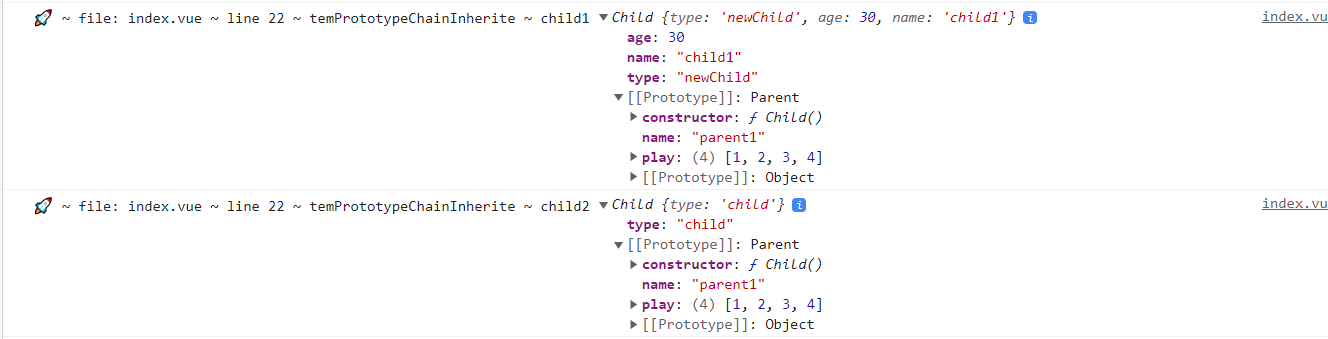 🚀 ~ file: index.vue ~ line 22 ~ temPrototypeChainInherite ~ child1 ▼Child {type: 'newChild', age: 30, name: 'child1'} i index.vu
age: 30
name: "child1"
type: "newChild"
▼[[Prototype]]: Parent
▶constructor: ƒ Child()
name: "parent1"
▶play: (4) [1, 2, 3, 4]
▶[[Prototype]]: Object
🚀 ~ file: index.vue ~ line 22 ~ temPrototypeChainInherite ~ child2 ▼Child {type: 'child'} i index.vu
type: "child"
▼[[Prototype]]: Parent
▶constructor: ƒ Child()
name: "parent1"
▶play: (4) [1, 2, 3, 4]
▶[[Prototype]]: Object